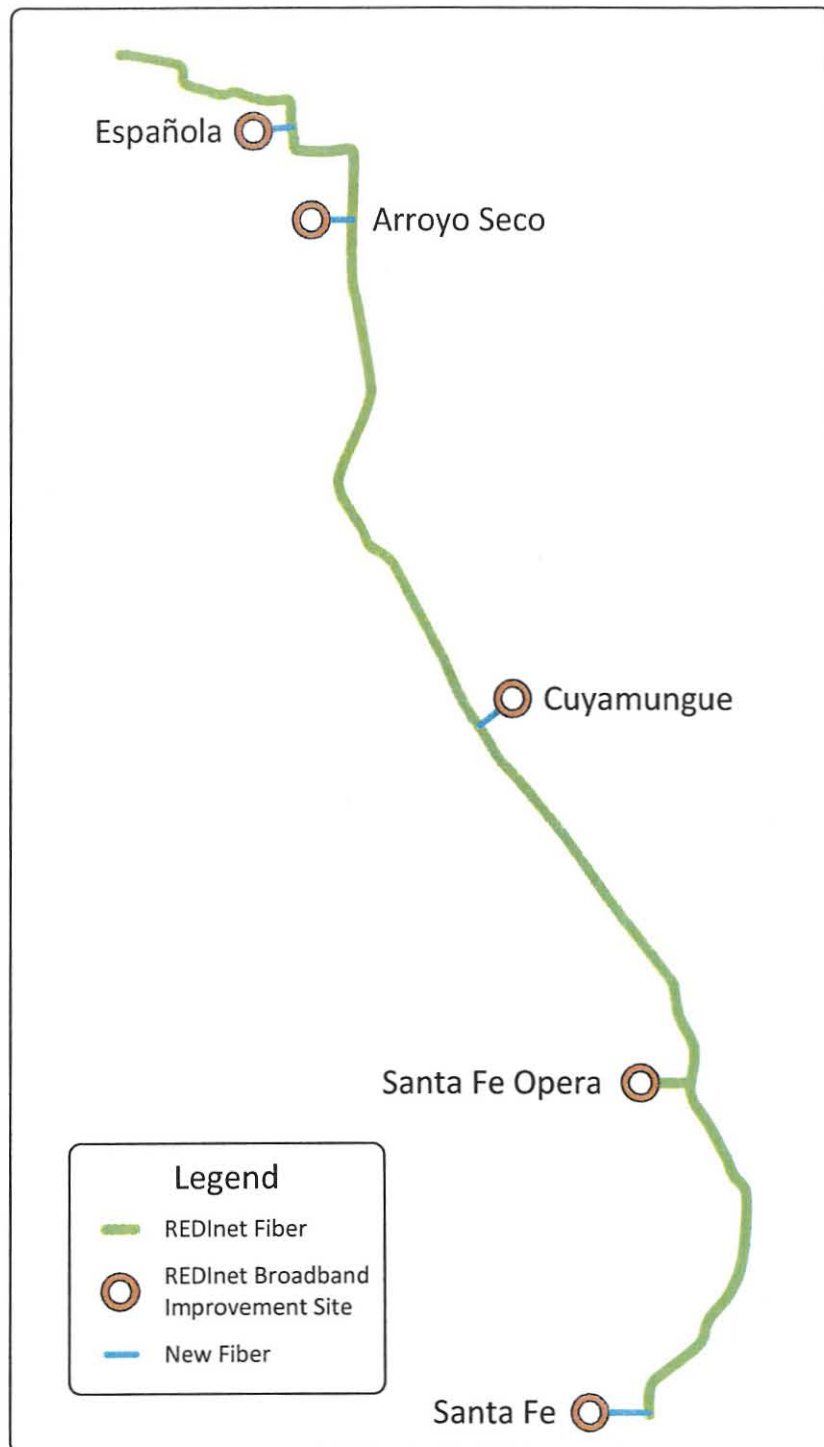 Española
Arroyo Seco
Cuyamungue
Santa Fe Opera
Legend
REDInet Fiber
REDInet Broadband
Improvement Site
New Fiber
Santa Fe